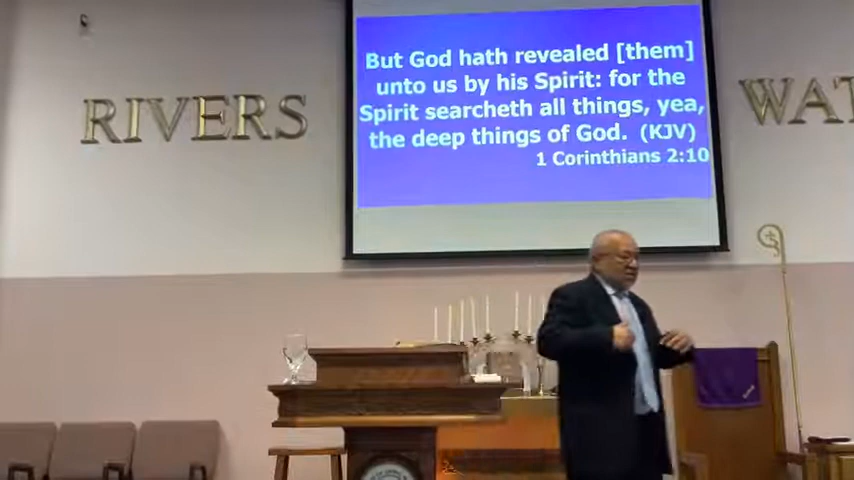 RIVERS
But God hath revealed [them]
unto us by his Spirit: for the
Spirit searcheth all things, yea,
the deep things of God. (KJV)
1 Corinthians 2:10
WAT